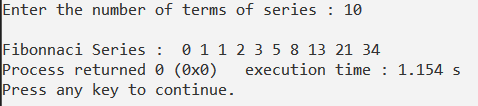 Enter the number of terms of series : 10
Fibonnaci Series :  0 1 1 2 3 5 8 13 21 34
Process returned 0 (0x0)   execution time : 1.154 s
Press any key to continue.